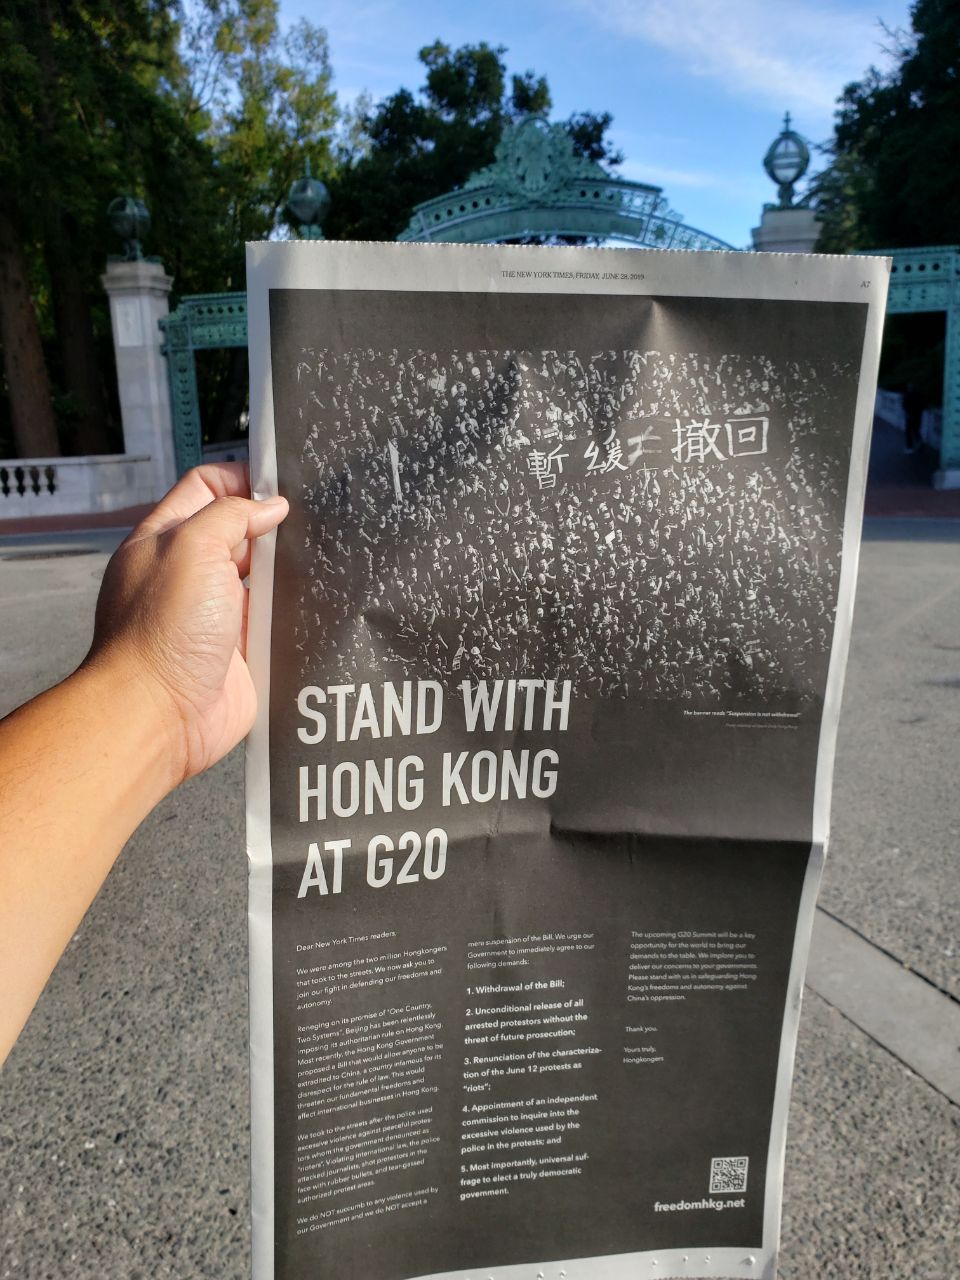 THE NEW YORK TIMES, FRIDAY, JUNE 28, 2019
A7
暫緩≠撤回
The banner reads "Suspension is not withdrawal"
STAND WITH
HONG KONG
AT G20
Dear New York Times readers,
We were among the two million Hongkongers
that took to the streets. We now ask you to
join our fight in defending our freedoms and
autonomy.
Reneging on its promise of "One Country,
Two Systems", Beijing has been relentlessly
imposing its authoritarian rule on Hong Kong.
Most recently, the Hong Kong Government
proposed a Bill that would allow anyone to be
extradited to China, a country infamous for its
disrespect for the rule of law. This would
threaten our fundamental freedoms and
affect international businesses in Hong Kong.
We took to the streets after the police used
excessive violence against peaceful protes-
tors whom the government denounced as
"rioters". Violating international law, the police
attacked journalists, shot protestors in the
face with rubber bullets, and tear-gassed
authorized protest areas.
We do NOT succumb to any violence used by
our Government and we do NOT accept a
mere suspension of the Bill. We urge our
Government to immediately agree to our
following demands:
1. Withdrawal of the Bill;
2. Unconditional release of all
arrested protestors without the
threat of future prosecution;
3. Renunciation of the characteriza-
tion of the June 12 protests as
"riots";
4. Appointment of an independent
commission to inquire into the
excessive violence used by the
police in the protests; and
5. Most importantly, universal suf-
frage to elect a truly democratic
government.
The upcoming G20 Summit will be a key
opportunity for the world to bring our
demands to the table. We implore you to
deliver our concerns to your governments.
Please stand with us in safeguarding Hong
Kong's freedoms and autonomy against
China's oppression.
Thank you.
Yours truly,
Hongkongers
freedomhkg.net